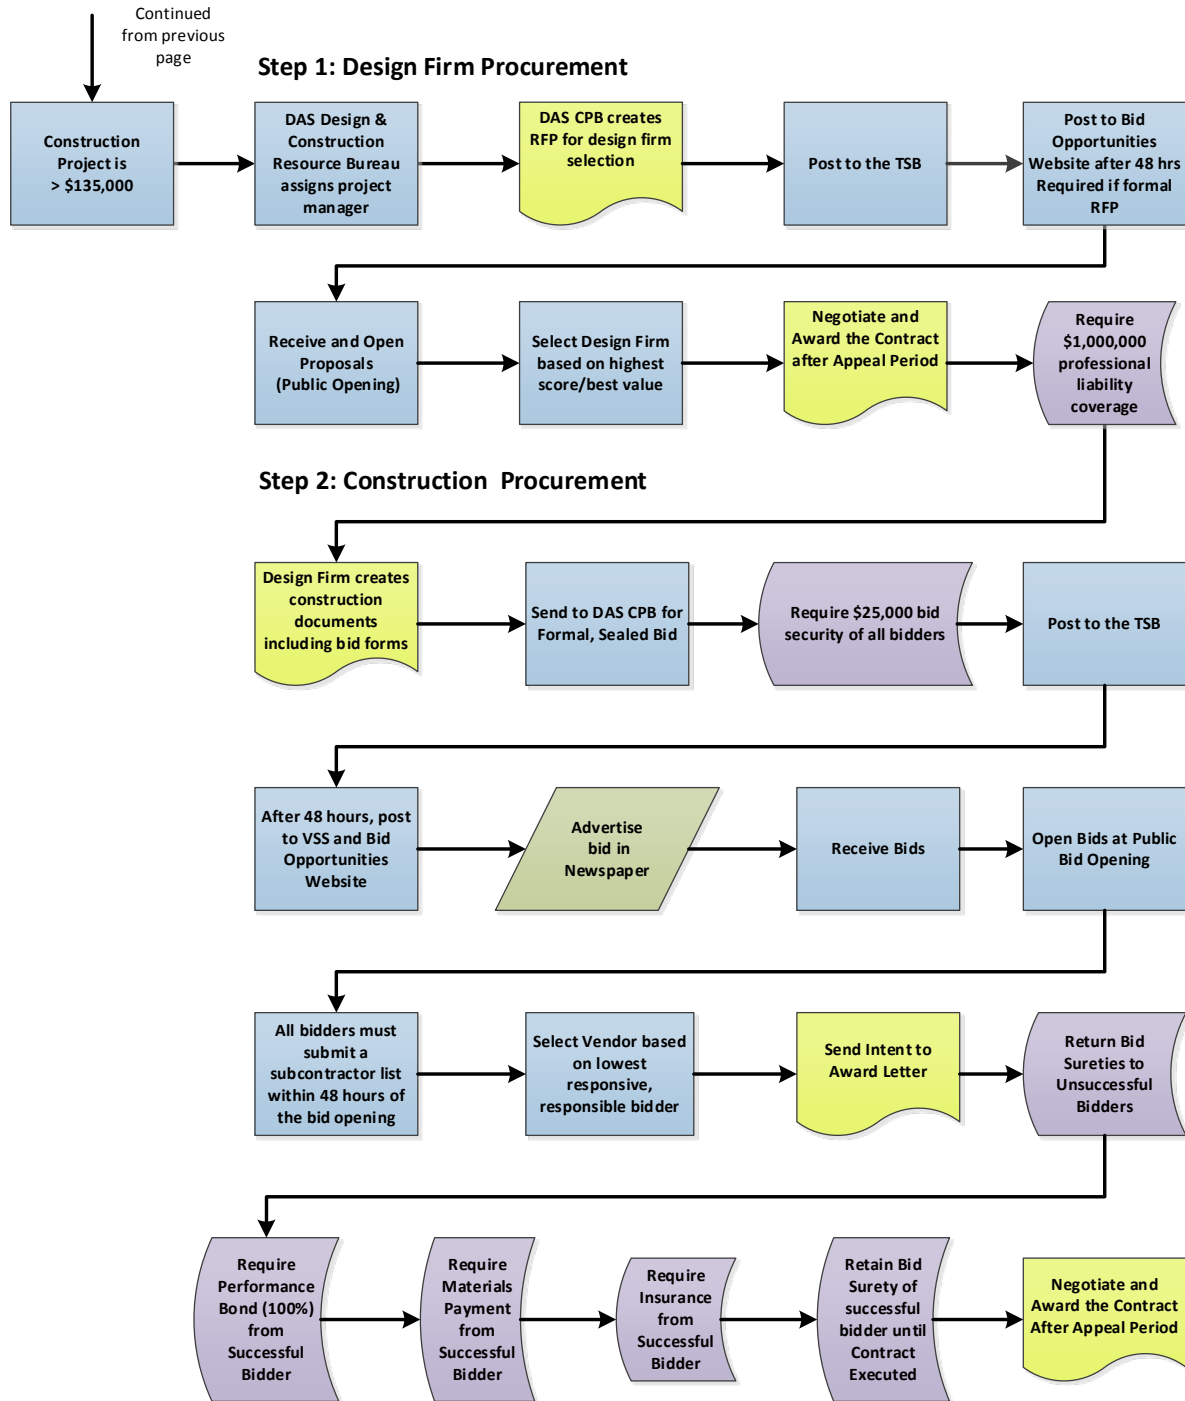 Continued
from previous
page
Step 1: Design Firm Procurement
Construction
Project is
> $135,000
DAS Design &
Construction
Resource Bureau
assigns project
manager
DAS CPB creates
RFP for design firm
selection
Post to the TSB
Post to Bid
Opportunities
Website after 48 hrs
Required if formal
RFP
Receive and Open
Proposals
(Public Opening)
Select Design Firm
based on highest
score/best value
Negotiate and
Award the Contract
after Appeal Period
Require
$1,000,000
professional
liability
coverage
Step 2: Construction Procurement
Design Firm creates
construction
documents
including bid forms
Send to DAS CPB for
Formal, Sealed Bid
Require $25,000 bid
security of all bidders
Post to the TSB
After 48 hours, post
to VSS and Bid
Opportunities
Website
Advertise
bid in
Newspaper
Receive Bids
Open Bids at Public
Bid Opening
All bidders must
submit a
subcontractor list
within 48 hours of
the bid opening
Select Vendor based
on lowest
responsive,
responsible bidder
Send Intent to
Award Letter
Return Bid
Sureties to
Unsuccessful
Bidders
Require
Performance
Bond (100%)
from
Successful
Bidder
Require
Materials
Payment
from
Successful
Bidder
Require
Insurance
from
Successful
Bidder
Retain Bid
Surety of
successful
bidder until
Contract
Executed
Negotiate and
Award the Contract
After Appeal Period